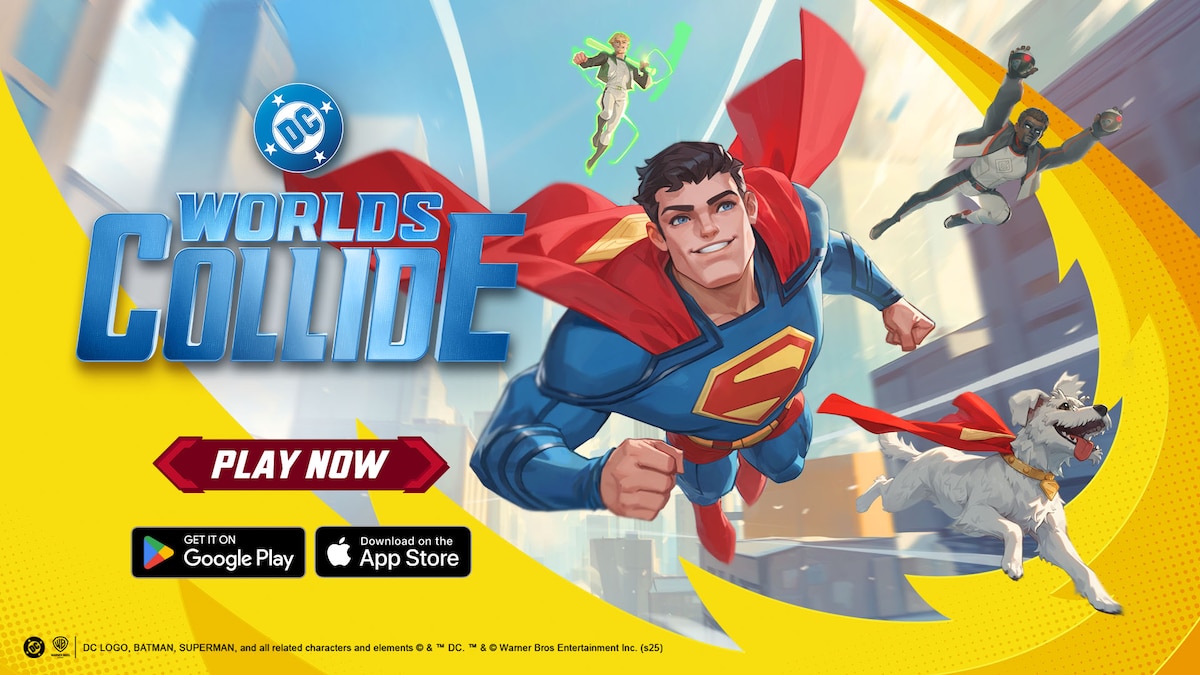 DC
WORLDS
COLLIDE
PLAY NOW
GET IT ON
Google Play
Download on the
App Store
DC LOGO, BATMAN, SUPERMAN, and all related characters and elements © & ™ DC. ™ & © Warner Bros Entertainment Inc. (s25)